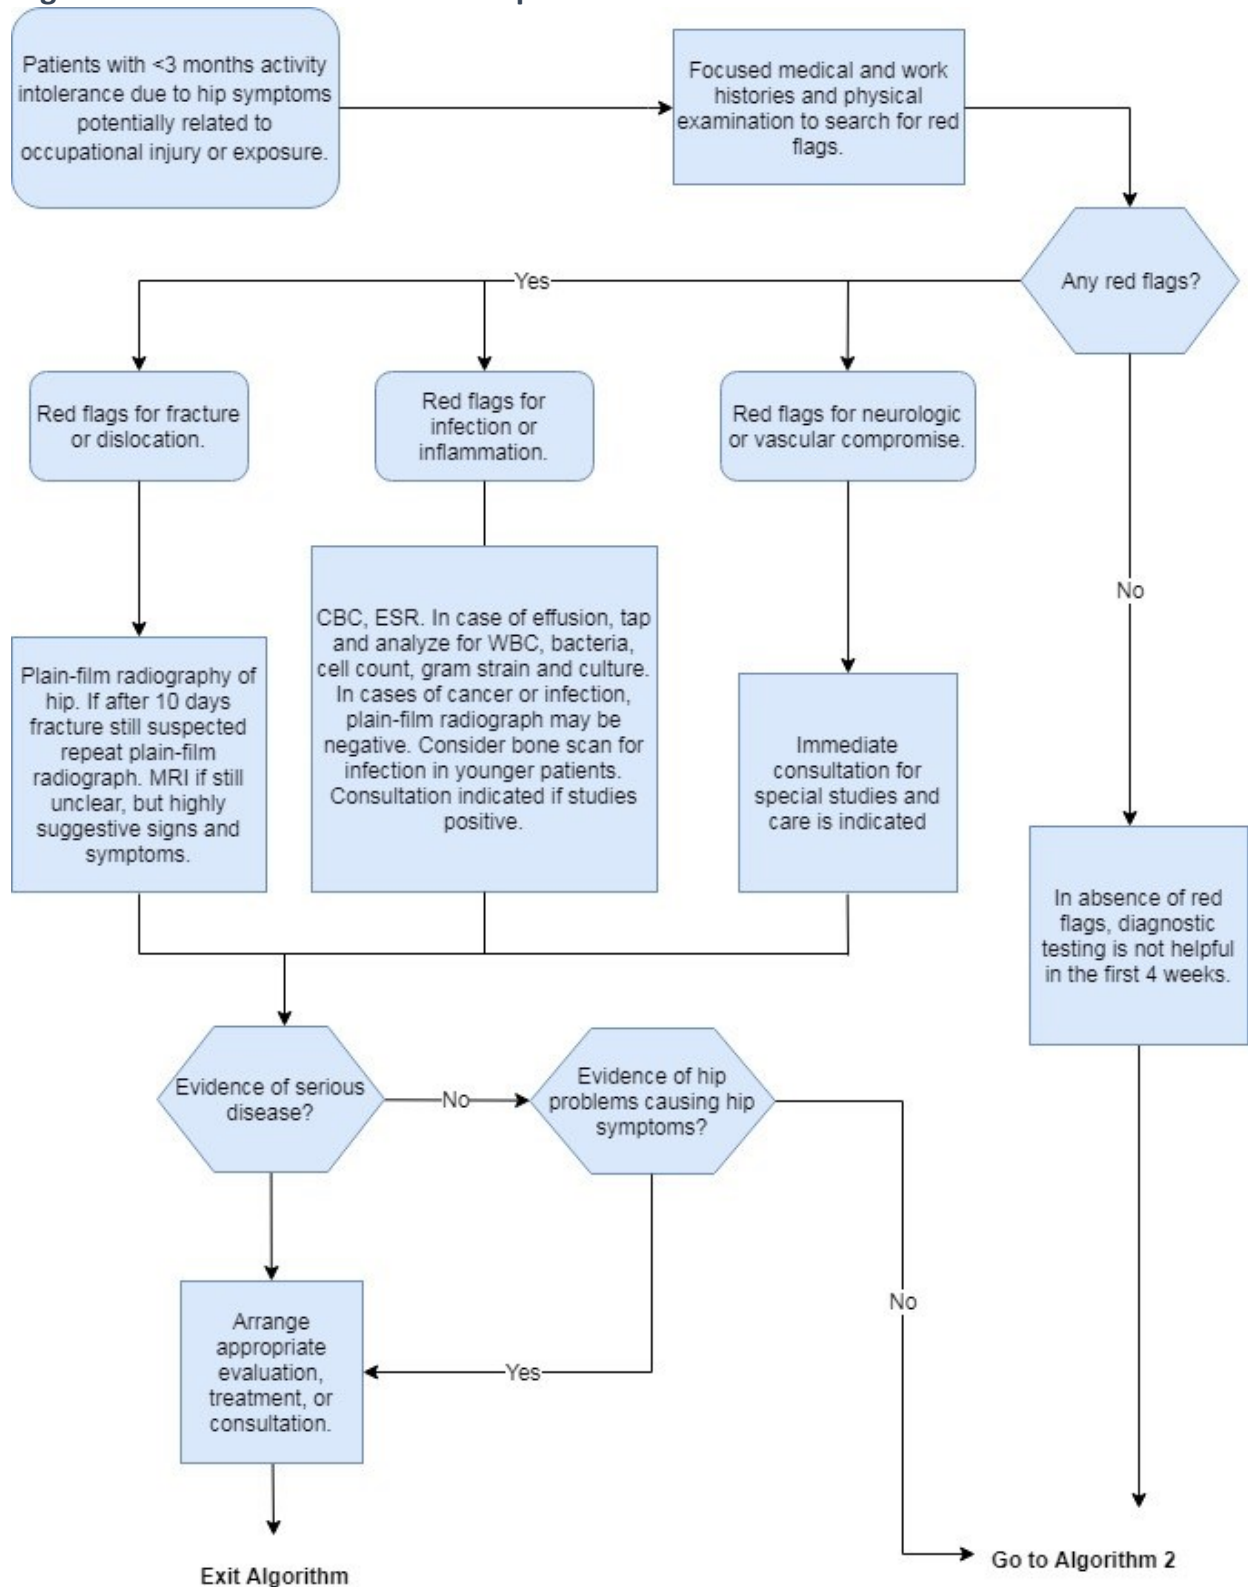 Patients with <3 months activity
intolerance due to hip symptoms
potentially related to
occupational injury or exposure.
Focused medical and work
histories and physical
examination to search for red
flags.
Any red flags?
Yes
Red flags for fracture
or dislocation.
Red flags for
infection or
inflammation.
Red flags for neurologic
or vascular compromise.
No
Plain-film radiography of
hip. If after 10 days
fracture still suspected
repeat plain-film
radiograph. MRI if still
unclear, but highly
suggestive signs and
symptoms.
CBC, ESR. In case of effusion, tap
and analyze for WBC, bacteria,
cell count, gram strain and culture.
In cases of cancer or infection,
plain-film radiograph may be
negative. Consider bone scan for
infection in younger patients.
Consultation indicated if studies
positive.
Immediate
consultation for
special studies and
care is indicated
In absence of red
flags, diagnostic
testing is not helpful
in the first 4 weeks.
Evidence of serious
disease?
No
Evidence of hip
problems causing hip
symptoms?
No
Arrange
appropriate
evaluation,
treatment, or
consultation.
Yes
Exit Algorithm
Go to Algorithm 2